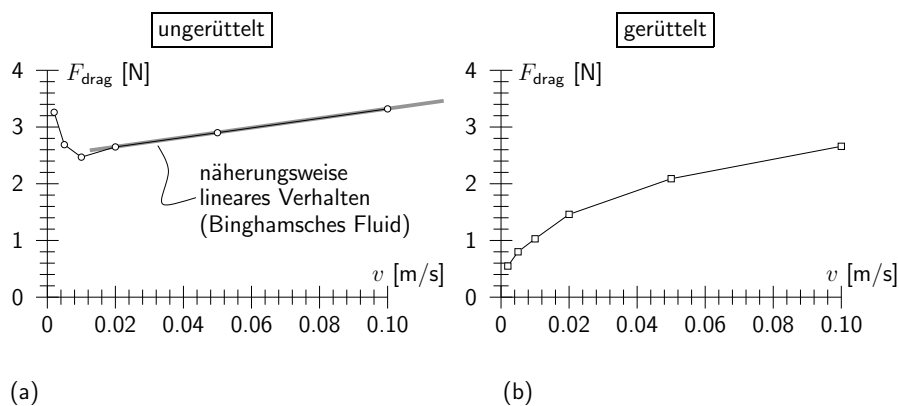 ungerüttelt
F_drag [N]
4
3
2
1
0
näherungsweise
lineares Verhalten
(Binghamsches Fluid)
v [m/s]
0 0.02 0.04 0.06 0.08 0.10
(a)
gerüttelt
F_drag [N]
4
3
2
1
0
v [m/s]
0 0.02 0.04 0.06 0.08 0.10
(b)